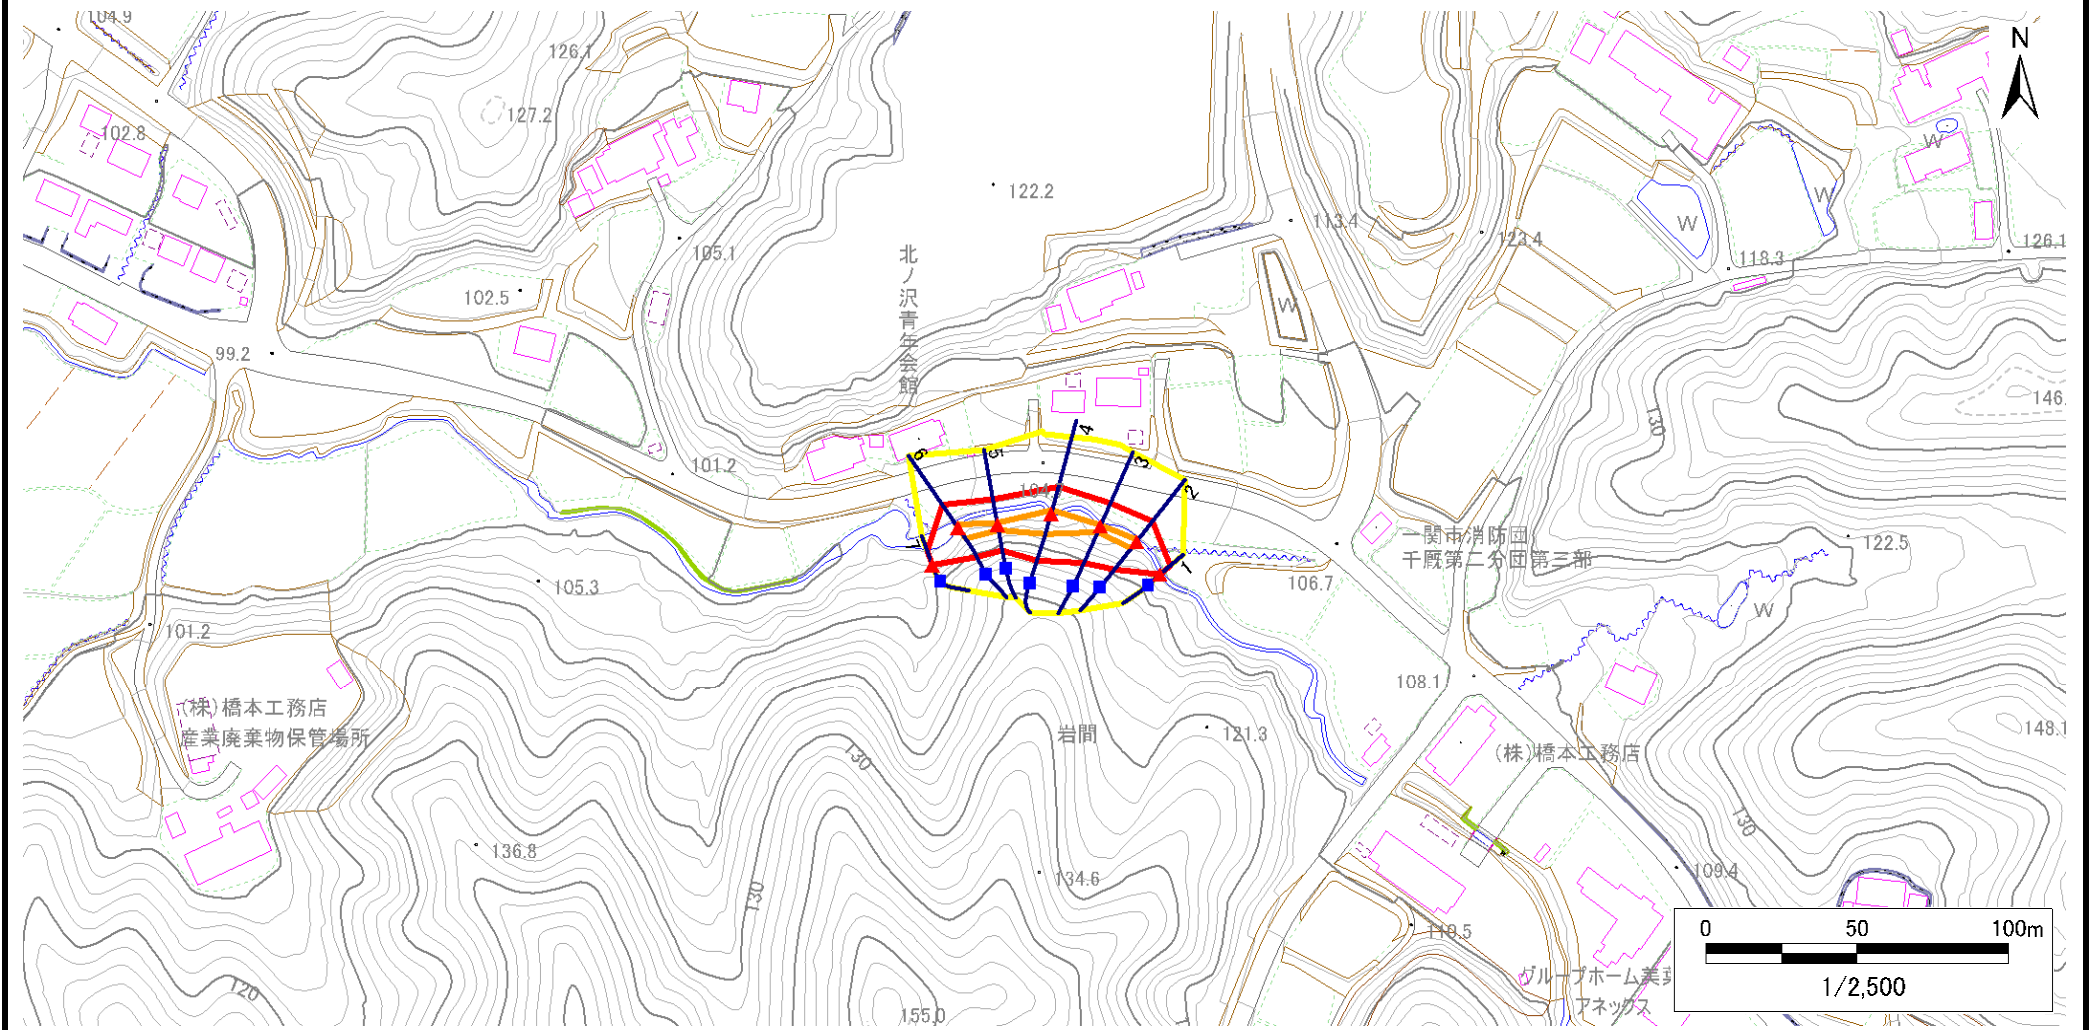 104.9
126.1
N
127.2
102.8
W
122.2
W
113.4
W
123.4
105.1
126.1
118.3
北ノ沢青年会館
102.5
W
99.2
146.
130
4
6
5
3
101.2
2
104.7
一関市消防団
千厩第二分団第三部
122.5
7
1
105.3
106.7
W
101.2
108.1
(株)橋本工務店
産業廃棄物保管場所
岩間
121.3
148.1
130
(株)橋本工務店
130
136.8
109.4
134.6
130
110.5
0 50 100m
1/2,500
グループホーム美
アネックス
120
155.0